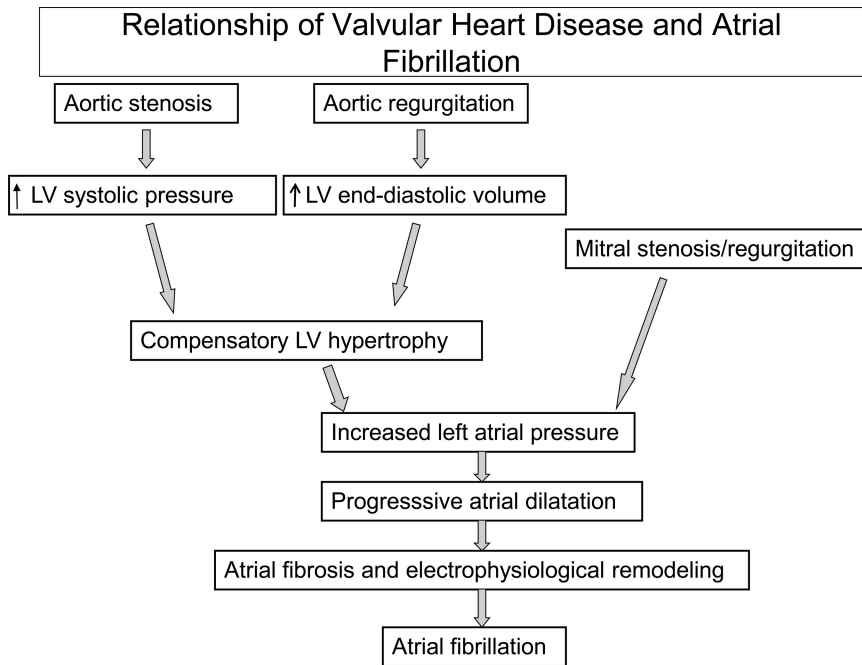 Relationship of Valvular Heart Disease and Atrial
Fibrillation
Aortic stenosis
Aortic regurgitation
↑ LV systolic pressure
↑ LV end-diastolic volume
Mitral stenosis/regurgitation
Compensatory LV hypertrophy
Increased left atrial pressure
Progresssive atrial dilatation
Atrial fibrosis and electrophysiological remodeling
Atrial fibrillation